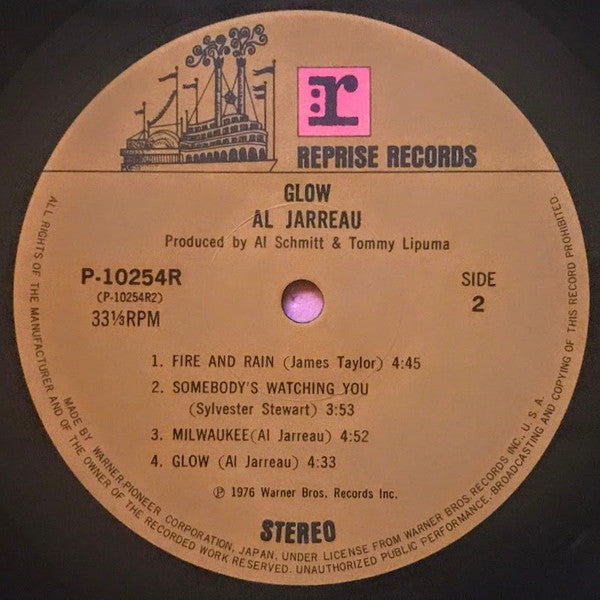 r
REPRISE RECORDS
GLOW
AL JARREAU
Produced by Al Schmitt & Tommy Lipuma
P-10254R
(P-10254R2)
33⅓RPM
SIDE
2
1. FIRE AND RAIN (James Taylor) 4:45
2. SOMEBODY'S WATCHING YOU
(Sylvester Stewart) 3:53
3. MILWAUKEE(Al Jarreau) 4:52
4. GLOW (Al Jarreau) 4:33
℗ 1976 Warner Bros. Records Inc.
STEREO
MADE BY WARNER-PIONEER CORPORATION, JAPAN, UNDER LICENSE FROM WARNER BROS. RECORDS INC., U.S.A.
ALL RIGHTS OF THE MANUFACTURER AND OF THE OWNER OF THE RECORDED WORK RESERVED. UNAUTHORIZED PUBLIC PERFORMANCE, BROADCASTING AND COPYING OF THIS RECORD PROHIBITED.